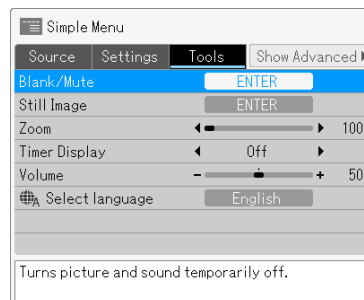 Simple Menu
Source Settings Tools Show Advanced
Blank/Mute ENTER
Still Image ENTER
Zoom 100
Timer Display Off
Volume - + 50
Select language English
Turns picture and sound temporarily off.